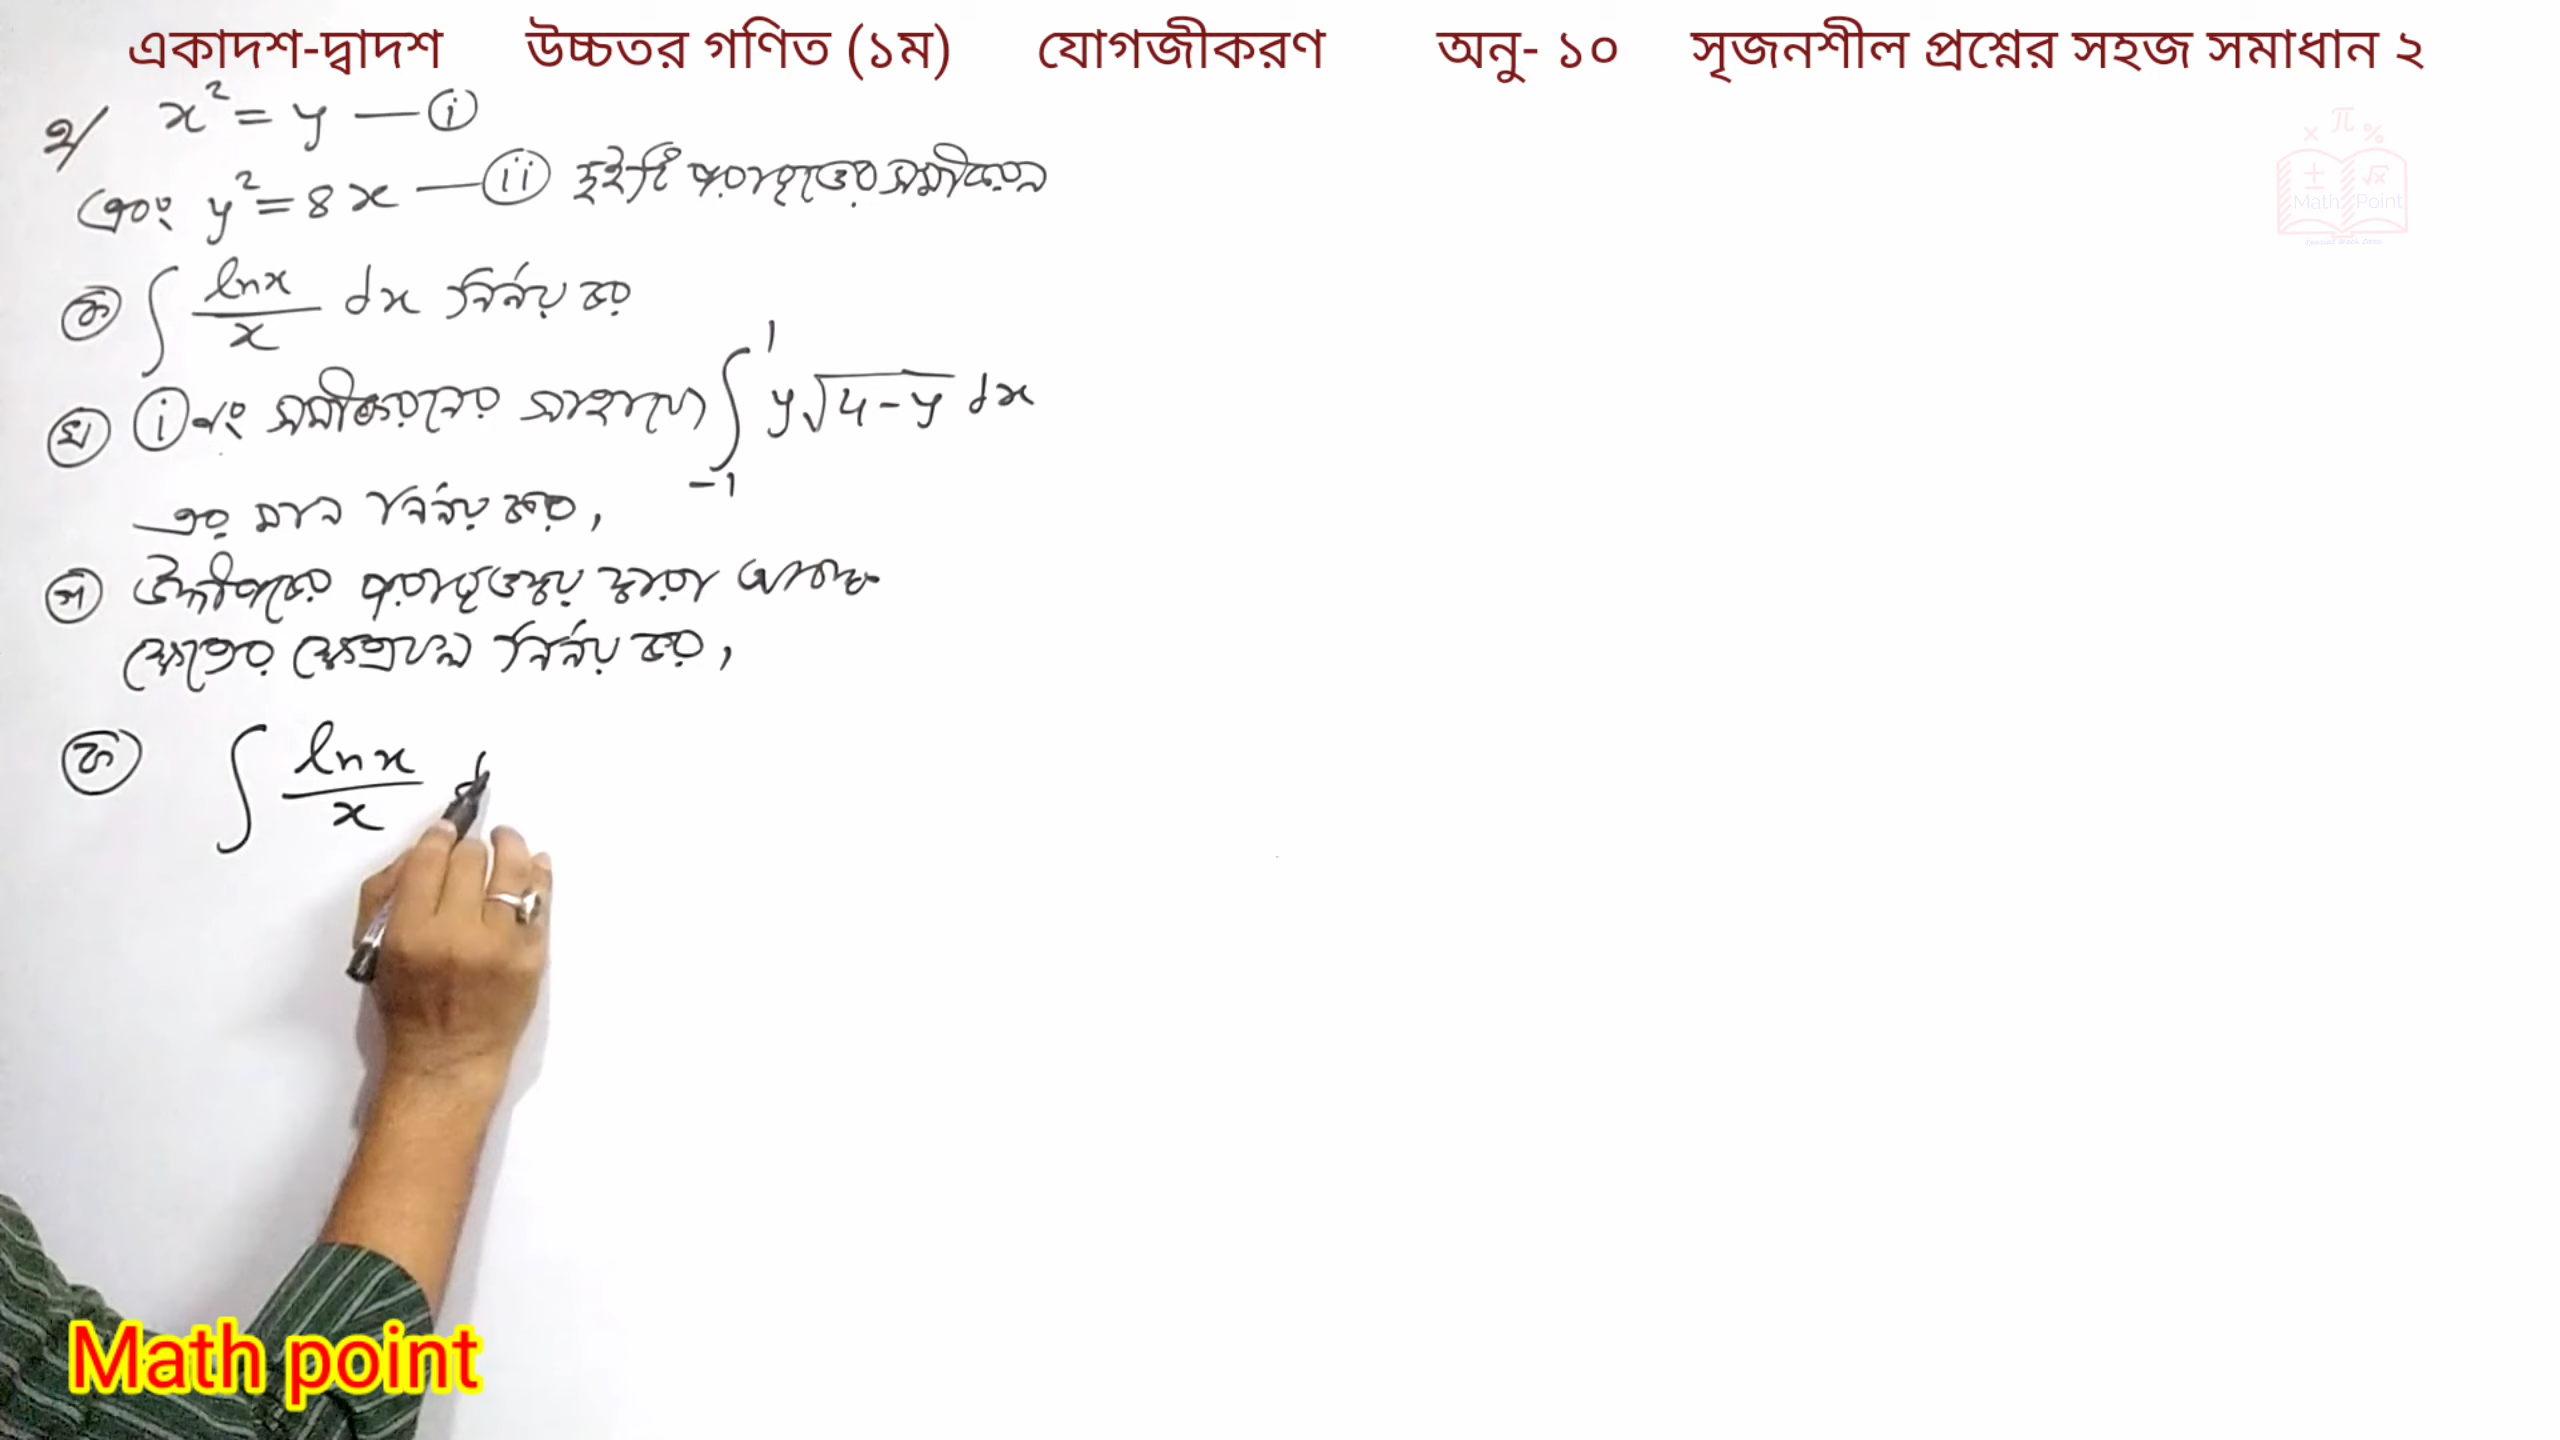 একাদশ-দ্বাদশ উচ্চতর গণিত (১ম) যোগজীকরণ অনু- ১০ সৃজনশীল প্রশ্নের সহজ সমাধান ২
২/ x² = y — (i)
এবং y² = 8x — (ii) দুইটি পরাবৃত্তের সমীকরণ
(ক) ∫ lnx/x dx নির্ণয় কর
(খ) (i) নং সমীকরণের সাহায্যে ∫₋₁¹ y√(4-y) dx
এর মান নির্ণয় কর,
(গ) উদ্দীপকের পরাবৃত্তদ্বয় দ্বারা আবদ্ধ
ক্ষেত্রের ক্ষেত্রফল নির্ণয় কর,
(ক) ∫ lnx/x d
Math point
Math Point